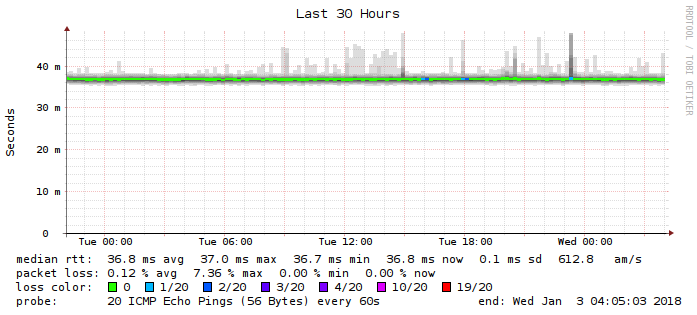 Last 30 Hours
RRDTOOL / TOBI OETIKER
Seconds
40 m
30 m
20 m
10 m
0
Tue 00:00 Tue 06:00 Tue 12:00 Tue 18:00 Wed 00:00
median rtt: 36.8 ms avg 37.0 ms max 36.7 ms min 36.8 ms now 0.1 ms sd 612.8 am/s
packet loss: 0.12 % avg 7.36 % max 0.00 % min 0.00 % now
loss color: 0 1/20 2/20 3/20 4/20 10/20 19/20
probe: 20 ICMP Echo Pings (56 Bytes) every 60s end: Wed Jan 3 04:05:03 2018